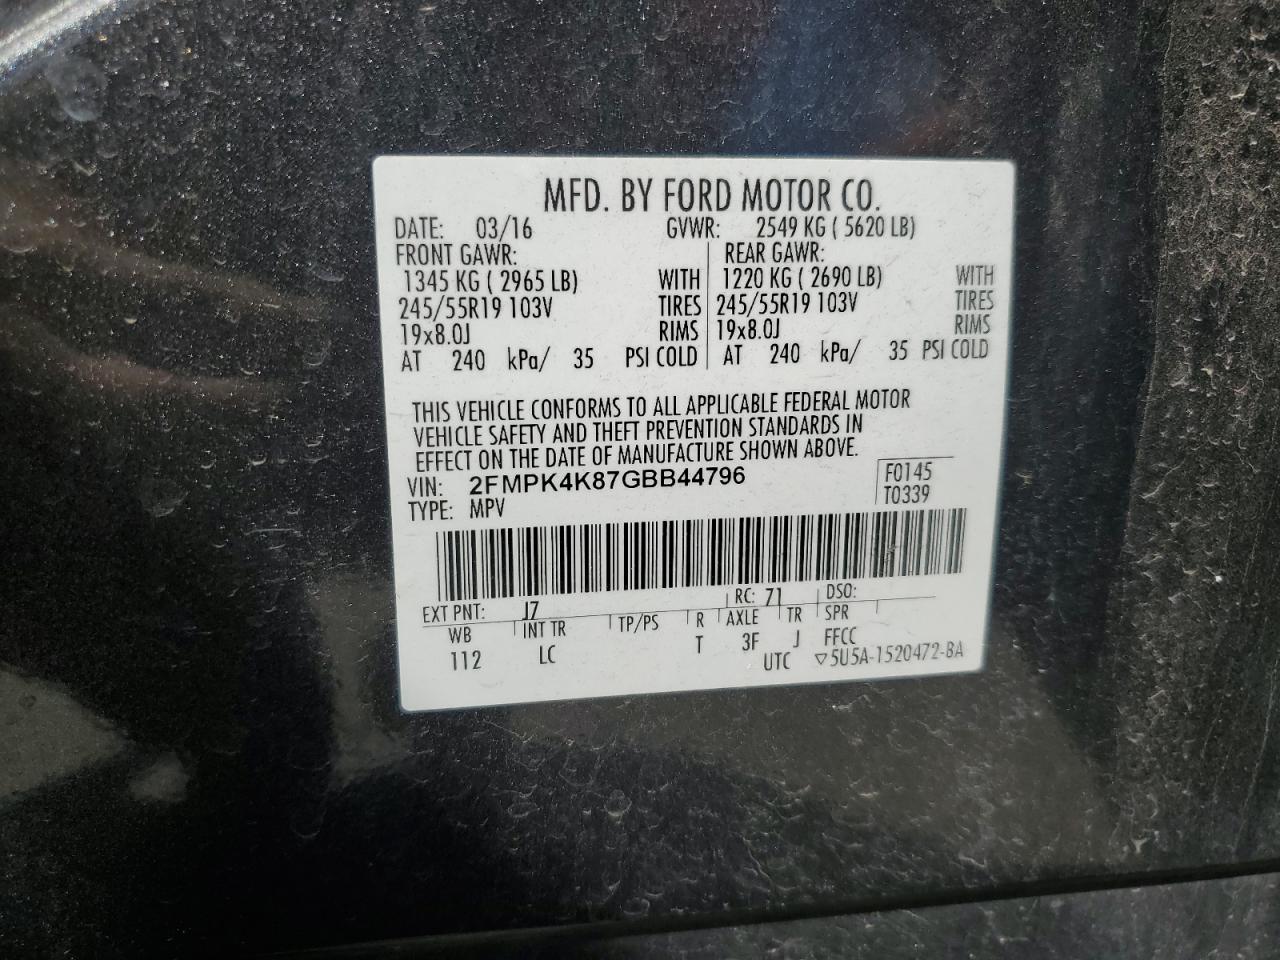 MFD. BY FORD MOTOR CO.
DATE: 03/16 GVWR: 2549 KG ( 5620 LB)
FRONT GAWR: REAR GAWR:
1345 KG ( 2965 LB) WITH 1220 KG ( 2690 LB) WITH
245/55R19 103V TIRES 245/55R19 103V TIRES
19x8.0J RIMS 19x8.0J RIMS
AT 240 kPa/ 35 PSI COLD AT 240 kPa/ 35 PSI COLD
THIS VEHICLE CONFORMS TO ALL APPLICABLE FEDERAL MOTOR
VEHICLE SAFETY AND THEFT PREVENTION STANDARDS IN
EFFECT ON THE DATE OF MANUFACTURE SHOWN ABOVE.
VIN: 2FMPK4K87GBB44796 F0145
TYPE: MPV T0339
EXT PNT: J7 RC: 71 DSO:
WB INT TR TP/PS R AXLE TR SPR
112 LC T 3F J FFCC
UTC ▽5U5A-1520472-BA